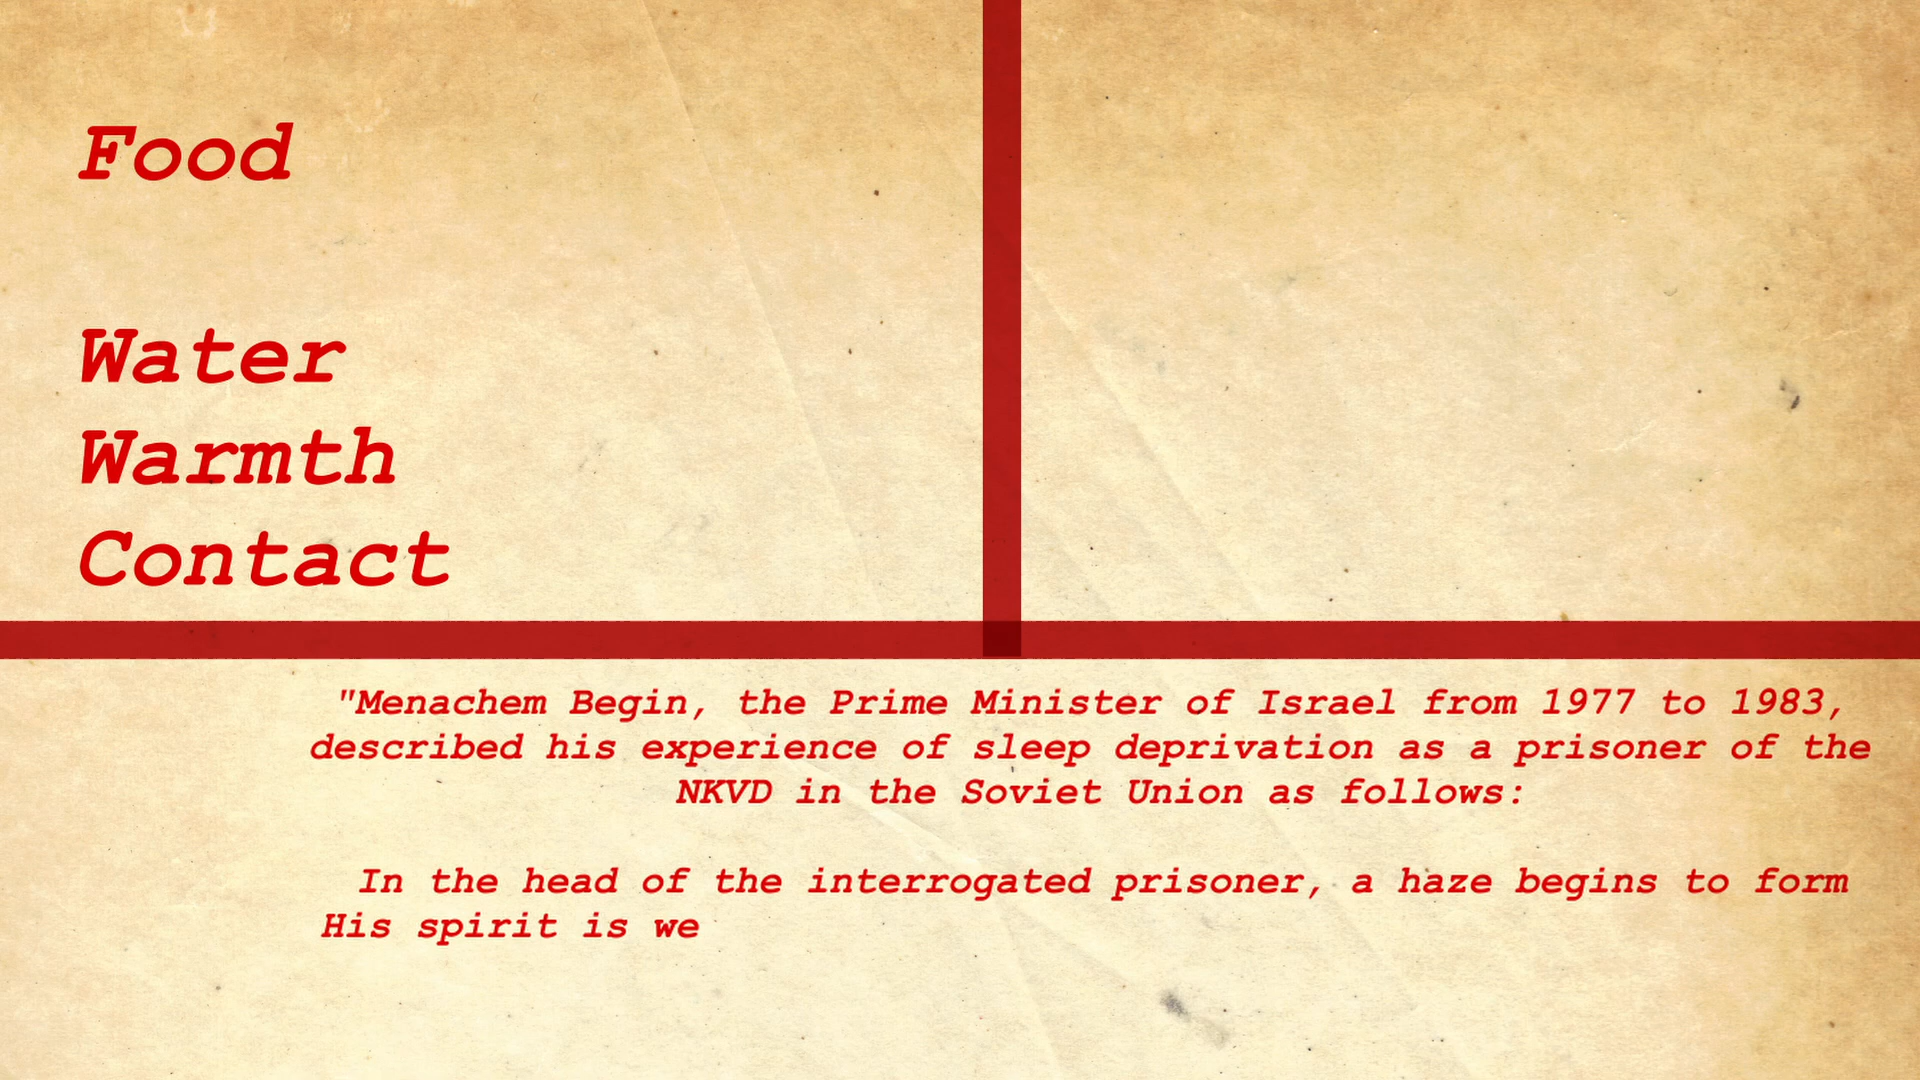 Food
Water
Warmth
Contact
"Menachem Begin, the Prime Minister of Israel from 1977 to 1983,
described his experience of sleep deprivation as a prisoner of the
NKVD in the Soviet Union as follows:
In the head of the interrogated prisoner, a haze begins to form
His spirit is we